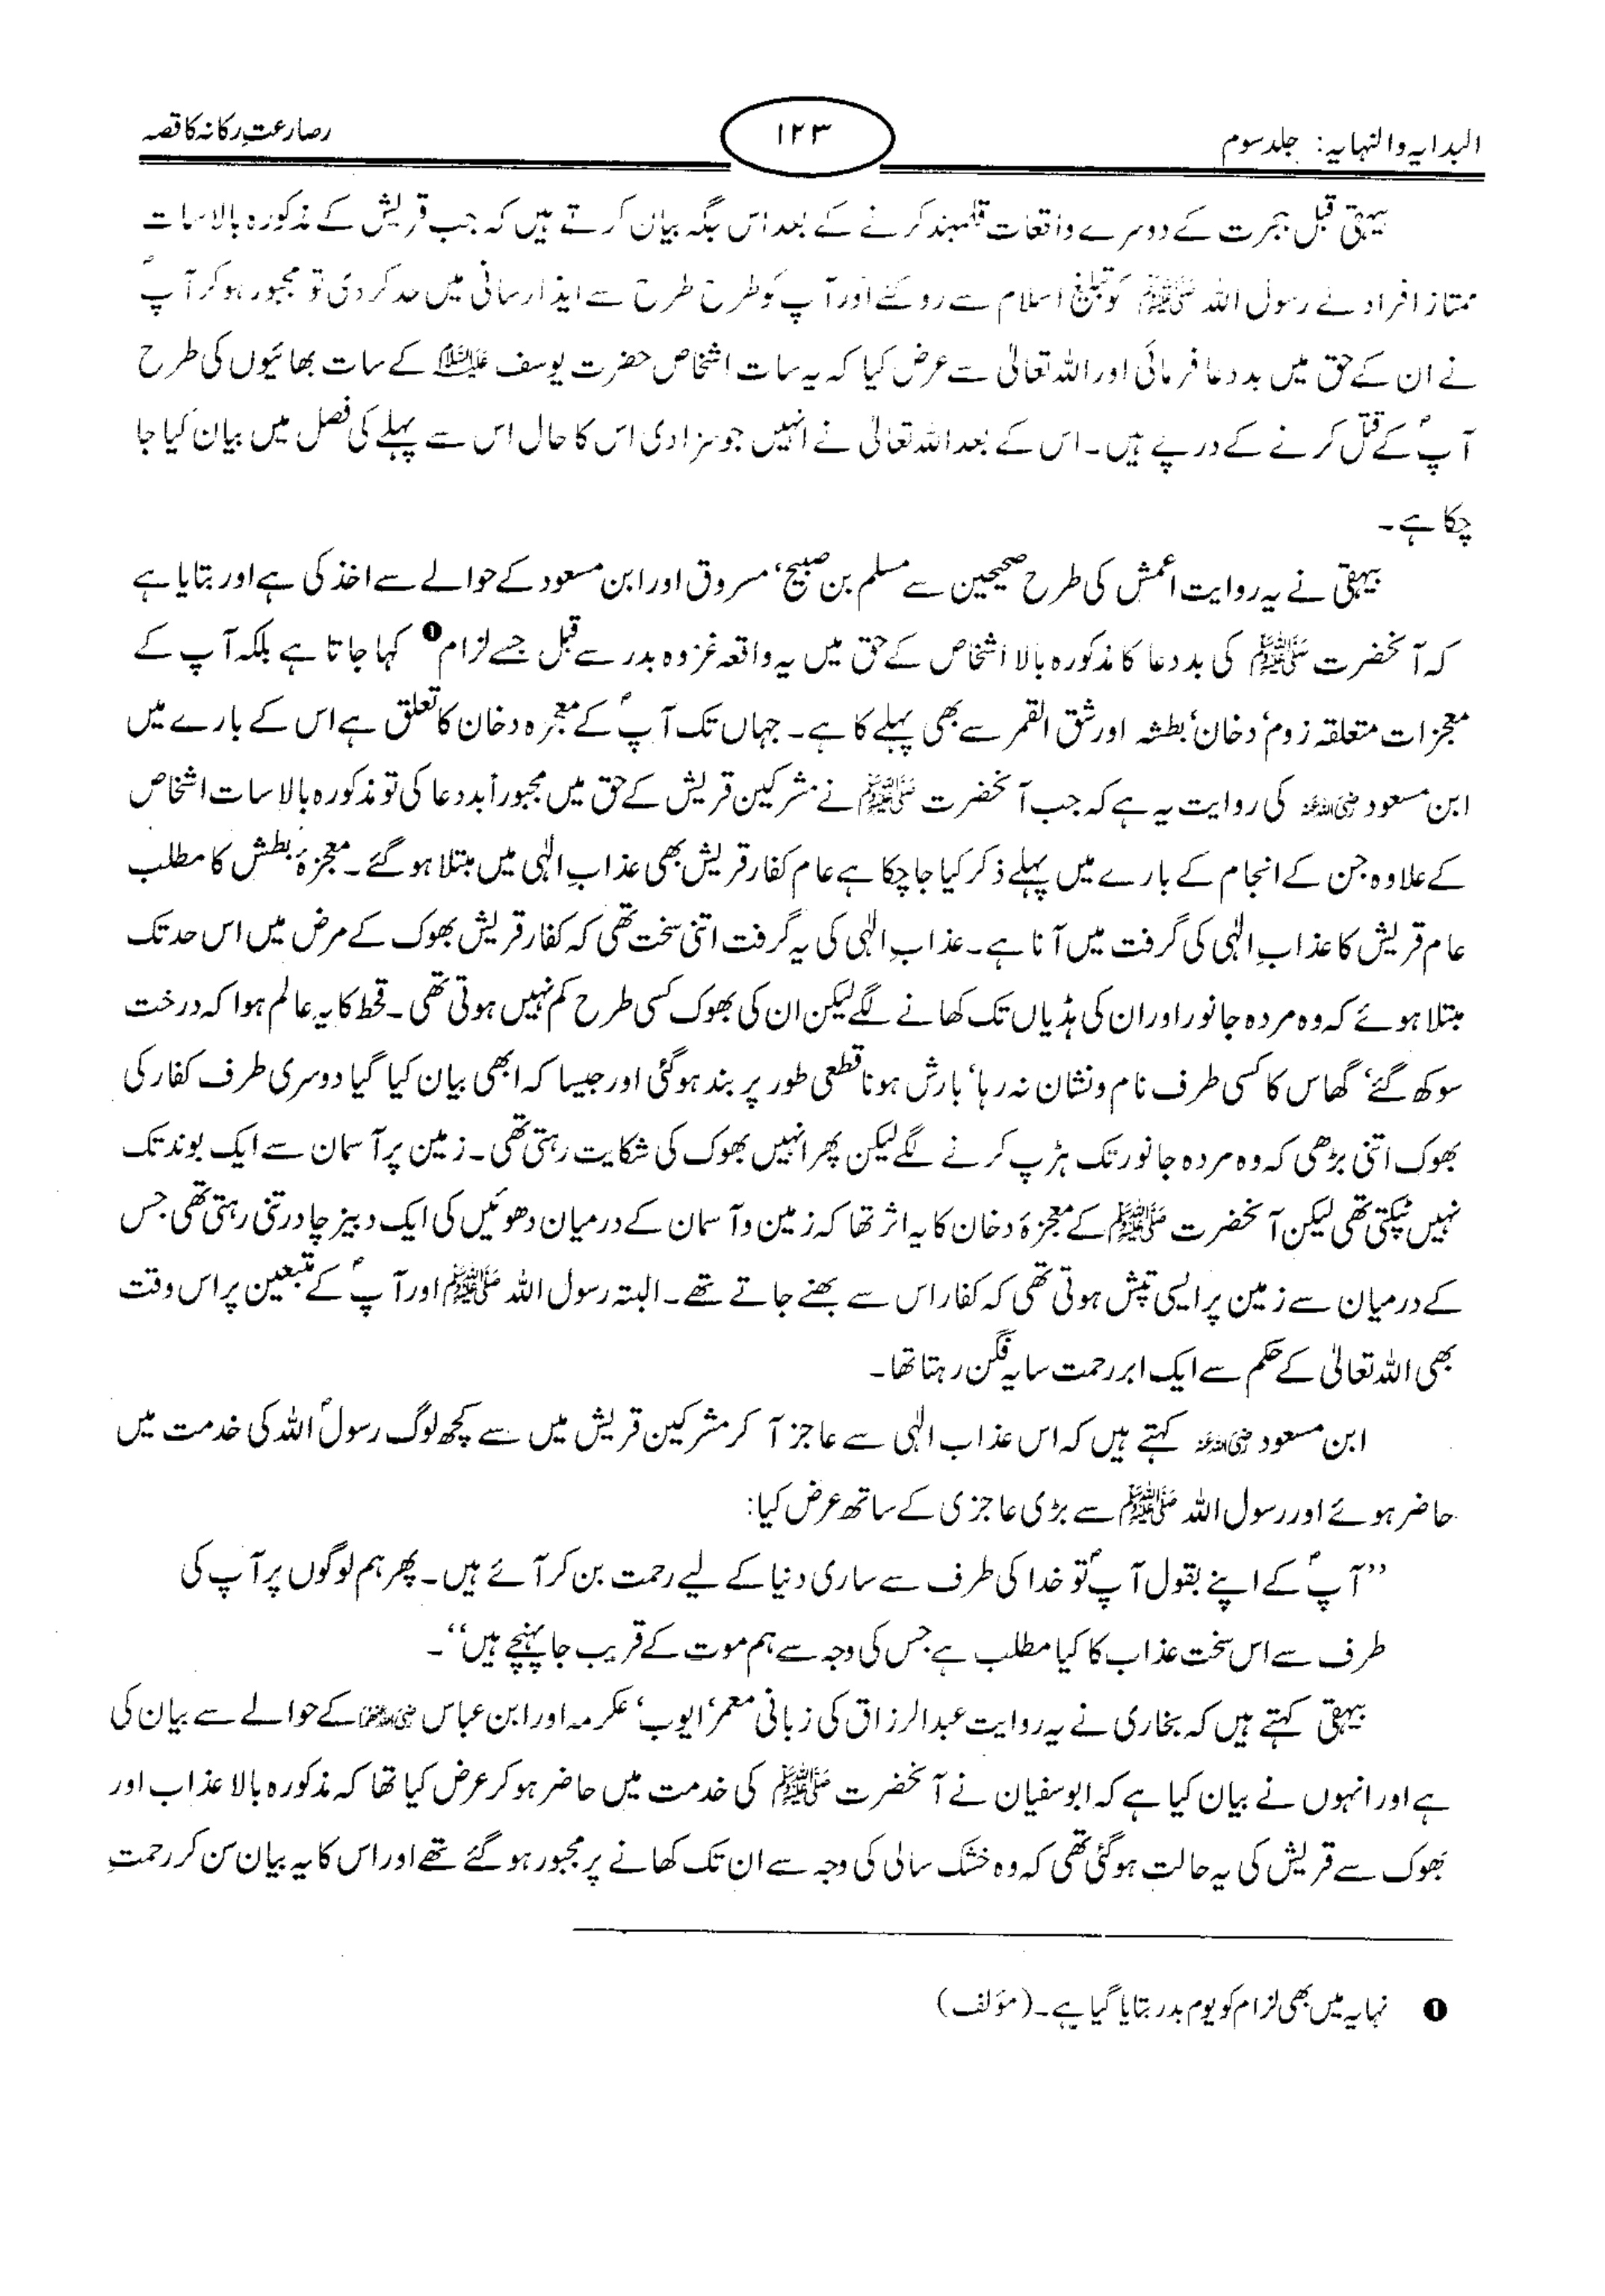 البدایہ والنہایہ: جلد سوم
۱۲۳
رصارعتِ رکانہ کا قصہ
بیہقی قبل ہجرت کے دوسرے واقعات قلمبند کرنے کے بعد اس جگہ بیان کرتے ہیں کہ جب قریش کے مذکورہ بالا سات
ممتاز افراد نے رسول اللہ ﷺ کو تبلیغ اسلام سے روکنے اور آپ کو طرح طرح سے ایذا رسانی میں حد کر دی تو مجبور ہو کر آپؐ
نے ان کے حق میں بددعا فرمائی اور اللہ تعالیٰ سے عرض کیا کہ یہ سات اشخاص حضرت یوسف علیہ السلام کے سات بھائیوں کی طرح
آپؐ کے قتل کرنے کے درپے ہیں۔ اس کے بعد اللہ تعالیٰ نے انہیں جو سزا دی اس کا حال اس سے پہلے کی فصل میں بیان کیا جا
چکا ہے۔
بیہقی نے یہ روایت اعمش کی طرح صحیحین سے مسلم بن صبیح، مسروق اور ابن مسعود کے حوالے سے اخذ کی ہے اور بتایا ہے
کہ آنحضرت ﷺ کی بددعا کا مذکورہ بالا اشخاص کے حق میں یہ واقعہ غزوہ بدر سے قبل جسے لزام❶ کہا جاتا ہے بلکہ آپ کے
معجزات متعلقہ زوم، دخان، بطشہ اور شق القمر سے بھی پہلے کا ہے۔ جہاں تک آپؐ کے معجزہ دخان کا تعلق ہے اس کے بارے میں
ابن مسعود رضی اللہ عنہ کی روایت یہ ہے کہ جب آنحضرت ﷺ نے مشرکین قریش کے حق میں مجبوراً بددعا کی تو مذکورہ بالا سات اشخاص
کے علاوہ جن کے انجام کے بارے میں پہلے ذکر کیا جا چکا ہے عام کفار قریش بھی عذابِ الٰہی میں مبتلا ہو گئے۔ معجزۂ بطش کا مطلب
عام قریش کا عذابِ الٰہی کی گرفت میں آنا ہے۔ عذابِ الٰہی کی یہ گرفت اتنی سخت تھی کہ کفار قریش بھوک کے مرض میں اس حد تک
مبتلا ہوئے کہ وہ مردہ جانور اور ان کی ہڈیاں تک کھانے لگے لیکن ان کی بھوک کسی طرح کم نہیں ہوتی تھی۔ قحط کا یہ عالم ہوا کہ درخت
سوکھ گئے، گھاس کا کسی طرف نام و نشان نہ رہا، بارش ہونا قطعی طور پر بند ہو گئی اور جیسا کہ ابھی بیان کیا گیا دوسری طرف کفار کی
بھوک اتنی بڑھی کہ وہ مردہ جانور تک ہڑپ کرنے لگے لیکن پھر انہیں بھوک کی شکایت رہتی تھی۔ زمین پر آسمان سے ایک بوند تک
نہیں ٹپکتی تھی لیکن آنحضرت ﷺ کے معجزۂ دخان کا یہ اثر تھا کہ زمین و آسمان کے درمیان دھوئیں کی ایک دبیز چادر تنی رہتی تھی جس
کے درمیان سے زمین پر ایسی تپش ہوتی تھی کہ کفار اس سے بھنے جاتے تھے۔ البتہ رسول اللہ ﷺ اور آپؐ کے متبعین پر اس وقت
بھی اللہ تعالیٰ کے حکم سے ایک ابر رحمت سایہ فگن رہتا تھا۔
ابن مسعود رضی اللہ عنہ کہتے ہیں کہ اس عذاب الٰہی سے عاجز آ کر مشرکین قریش میں سے کچھ لوگ رسولؐ اللہ کی خدمت میں
حاضر ہوئے اور رسول اللہ ﷺ سے بڑی عاجزی کے ساتھ عرض کیا:
’’آپؐ کے اپنے بقول آپؐ تو خدا کی طرف سے ساری دنیا کے لیے رحمت بن کر آئے ہیں۔ پھر ہم لوگوں پر آپ کی
طرف سے اس سخت عذاب کا کیا مطلب ہے جس کی وجہ سے ہم موت کے قریب جا پہنچے ہیں‘‘۔
بیہقی کہتے ہیں کہ بخاری نے یہ روایت عبدالرزاق کی زبانی معمر، ایوب، عکرمہ اور ابن عباس رضی اللہ عنہما کے حوالے سے بیان کی
ہے اور انہوں نے بیان کیا ہے کہ ابوسفیان نے آنحضرت ﷺ کی خدمت میں حاضر ہو کر عرض کیا تھا کہ مذکورہ بالا عذاب اور
بھوک سے قریش کی یہ حالت ہو گئی تھی کہ وہ خشک سالی کی وجہ سے ان تک کھانے پر مجبور ہو گئے تھے اور اس کا یہ بیان سن کر رحمتِ
❶ نہایہ میں بھی لزام کو یوم بدر بتایا گیا ہے۔ (مؤلف)